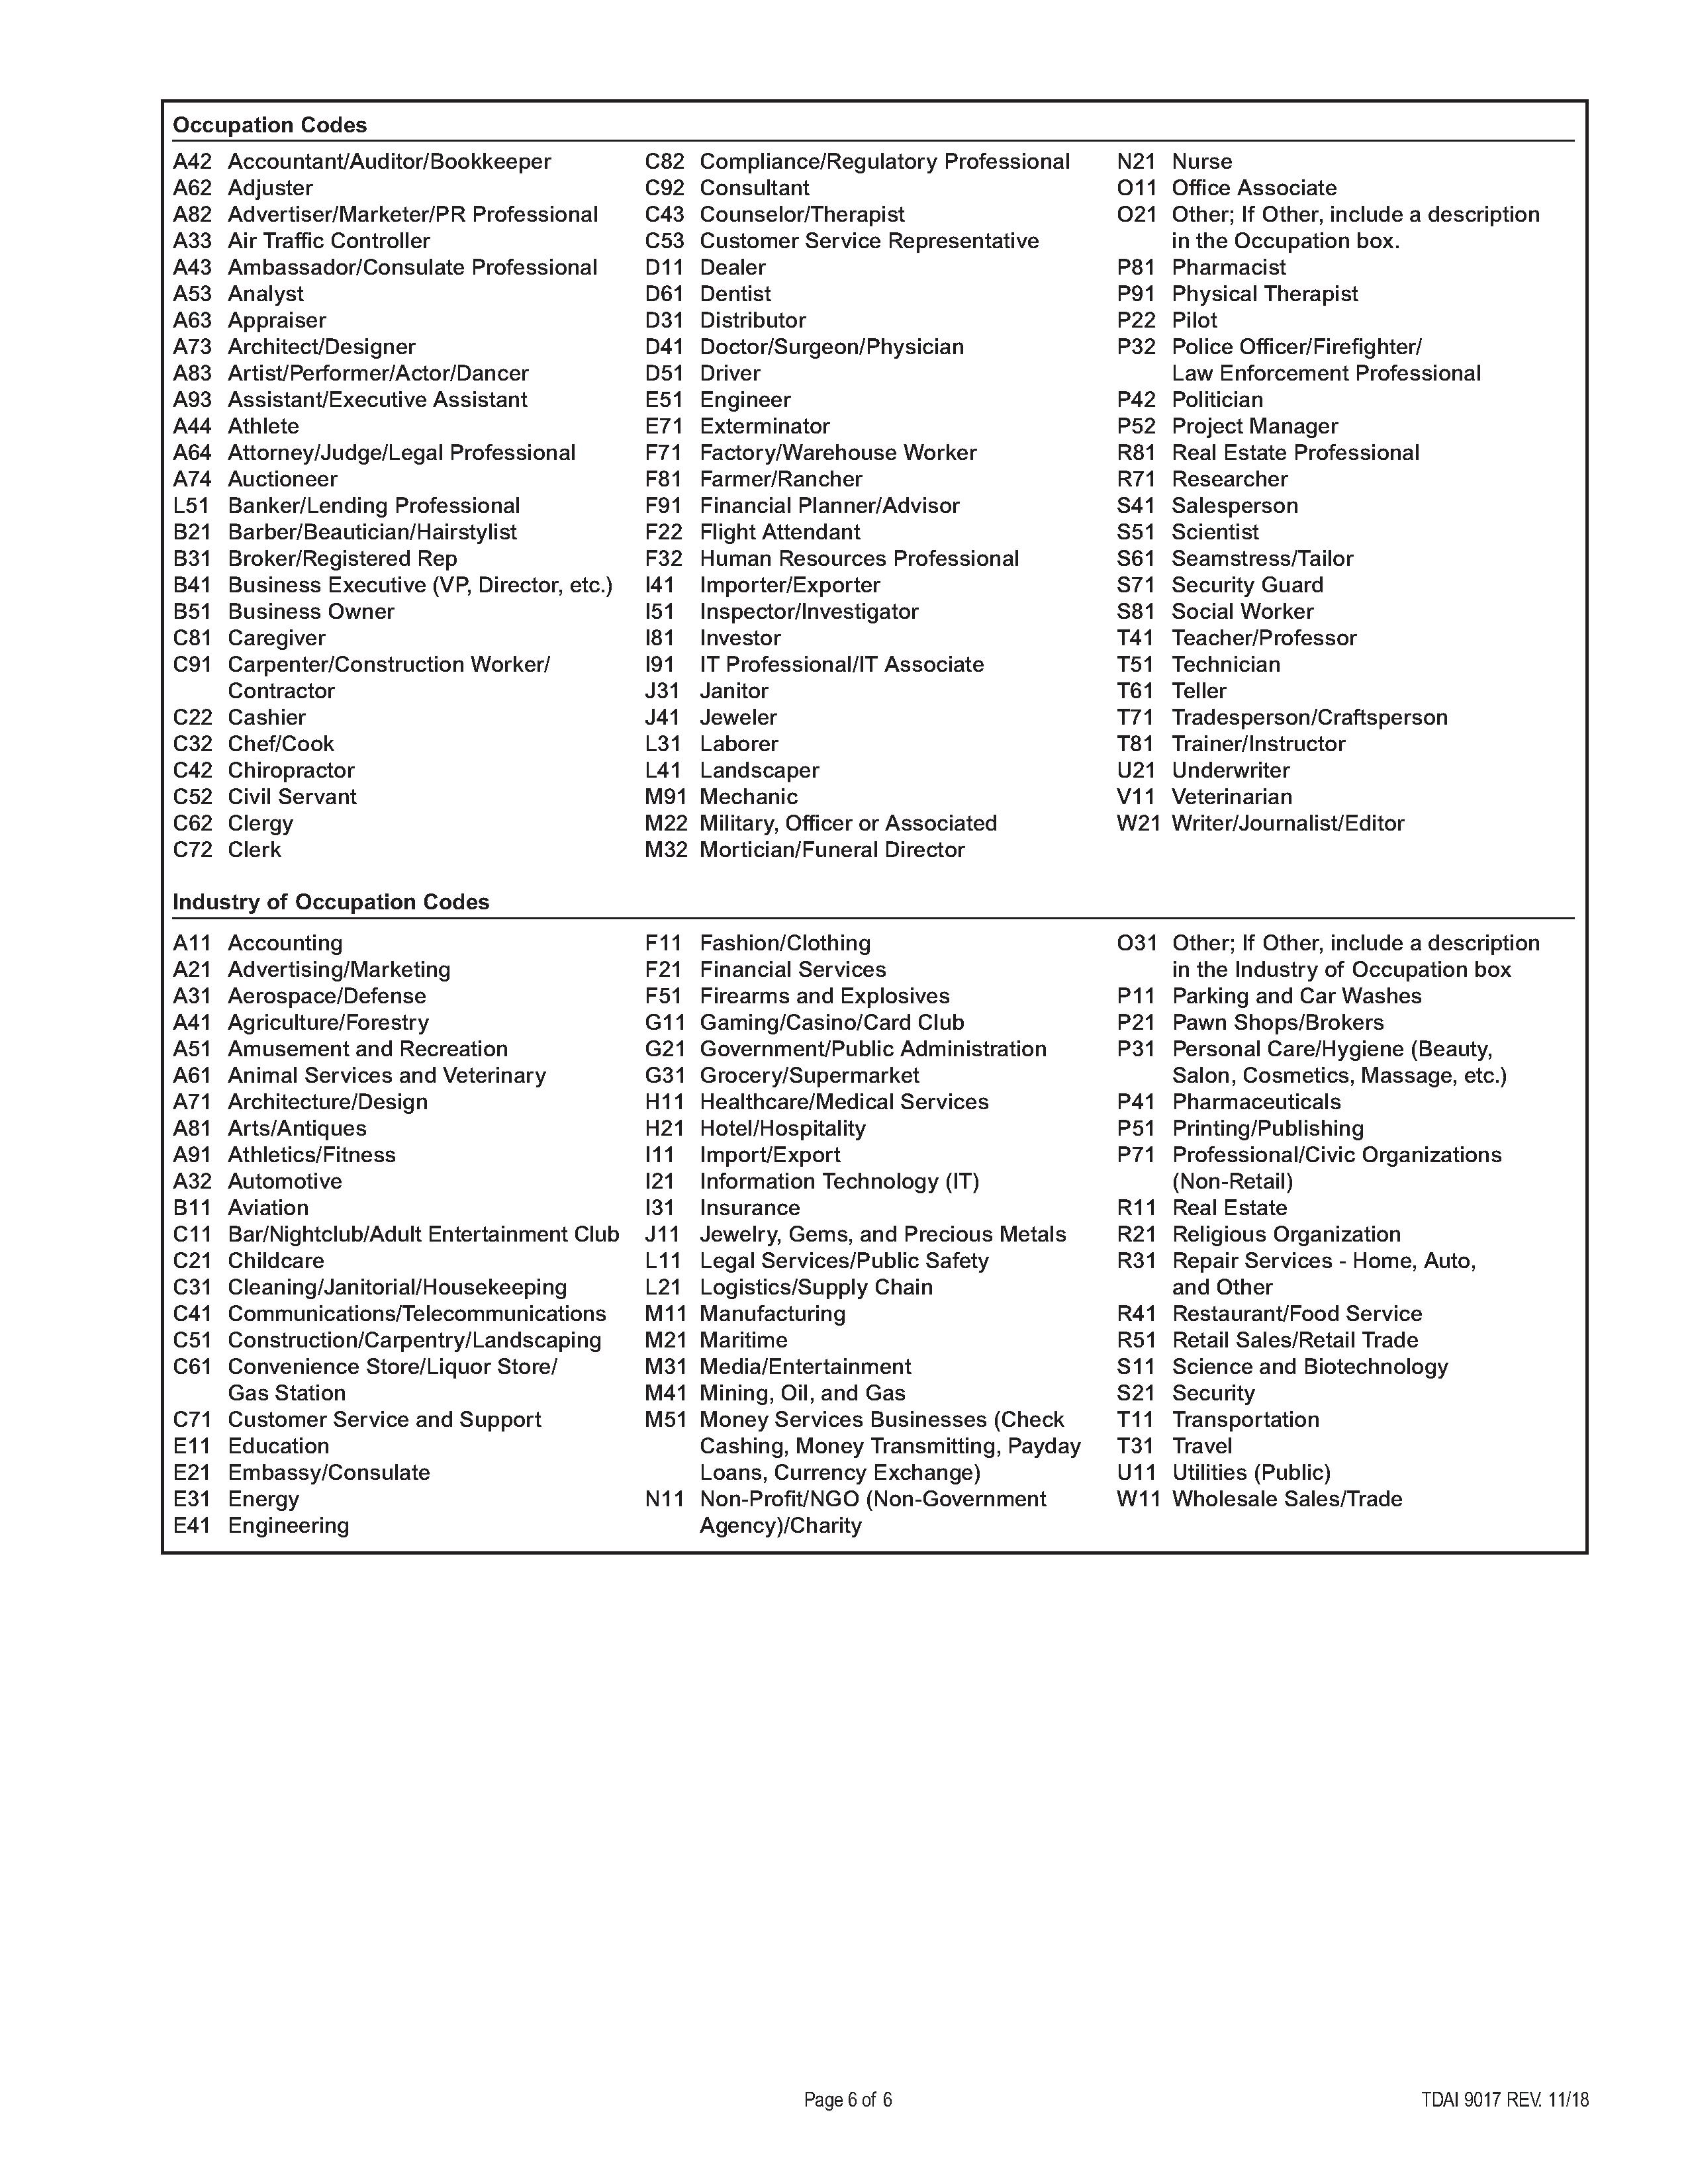 Occupation Codes
A42 Accountant/Auditor/Bookkeeper
A62 Adjuster
A82 Advertiser/Marketer/PR Professional
A33 Air Traffic Controller
A43 Ambassador/Consulate Professional
A53 Analyst
A63 Appraiser
A73 Architect/Designer
A83 Artist/Performer/Actor/Dancer
A93 Assistant/Executive Assistant
A44 Athlete
A64 Attorney/Judge/Legal Professional
A74 Auctioneer
L51 Banker/Lending Professional
B21 Barber/Beautician/Hairstylist
B31 Broker/Registered Rep
B41 Business Executive (VP, Director, etc.)
B51 Business Owner
C81 Caregiver
C91 Carpenter/Construction Worker/
Contractor
C22 Cashier
C32 Chef/Cook
C42 Chiropractor
C52 Civil Servant
C62 Clergy
C72 Clerk
C82 Compliance/Regulatory Professional
C92 Consultant
C43 Counselor/Therapist
C53 Customer Service Representative
D11 Dealer
D61 Dentist
D31 Distributor
D41 Doctor/Surgeon/Physician
D51 Driver
E51 Engineer
E71 Exterminator
F71 Factory/Warehouse Worker
F81 Farmer/Rancher
F91 Financial Planner/Advisor
F22 Flight Attendant
F32 Human Resources Professional
I41 Importer/Exporter
I51 Inspector/Investigator
I81 Investor
I91 IT Professional/IT Associate
J31 Janitor
J41 Jeweler
L31 Laborer
L41 Landscaper
M91 Mechanic
M22 Military, Officer or Associated
M32 Mortician/Funeral Director
N21 Nurse
O11 Office Associate
O21 Other; If Other, include a description
in the Occupation box.
P81 Pharmacist
P91 Physical Therapist
P22 Pilot
P32 Police Officer/Firefighter/
Law Enforcement Professional
P42 Politician
P52 Project Manager
R81 Real Estate Professional
R71 Researcher
S41 Salesperson
S51 Scientist
S61 Seamstress/Tailor
S71 Security Guard
S81 Social Worker
T41 Teacher/Professor
T51 Technician
T61 Teller
T71 Tradesperson/Craftsperson
T81 Trainer/Instructor
U21 Underwriter
V11 Veterinarian
W21 Writer/Journalist/Editor
Industry of Occupation Codes
A11 Accounting
A21 Advertising/Marketing
A31 Aerospace/Defense
A41 Agriculture/Forestry
A51 Amusement and Recreation
A61 Animal Services and Veterinary
A71 Architecture/Design
A81 Arts/Antiques
A91 Athletics/Fitness
A32 Automotive
B11 Aviation
C11 Bar/Nightclub/Adult Entertainment Club
C21 Childcare
C31 Cleaning/Janitorial/Housekeeping
C41 Communications/Telecommunications
C51 Construction/Carpentry/Landscaping
C61 Convenience Store/Liquor Store/
Gas Station
C71 Customer Service and Support
E11 Education
E21 Embassy/Consulate
E31 Energy
E41 Engineering
F11 Fashion/Clothing
F21 Financial Services
F51 Firearms and Explosives
G11 Gaming/Casino/Card Club
G21 Government/Public Administration
G31 Grocery/Supermarket
H11 Healthcare/Medical Services
H21 Hotel/Hospitality
I11 Import/Export
I21 Information Technology (IT)
I31 Insurance
J11 Jewelry, Gems, and Precious Metals
L11 Legal Services/Public Safety
L21 Logistics/Supply Chain
M11 Manufacturing
M21 Maritime
M31 Media/Entertainment
M41 Mining, Oil, and Gas
M51 Money Services Businesses (Check
Cashing, Money Transmitting, Payday
Loans, Currency Exchange)
N11 Non-Profit/NGO (Non-Government
Agency)/Charity
O31 Other; If Other, include a description
in the Industry of Occupation box
P11 Parking and Car Washes
P21 Pawn Shops/Brokers
P31 Personal Care/Hygiene (Beauty,
Salon, Cosmetics, Massage, etc.)
P41 Pharmaceuticals
P51 Printing/Publishing
P71 Professional/Civic Organizations
(Non-Retail)
R11 Real Estate
R21 Religious Organization
R31 Repair Services - Home, Auto,
and Other
R41 Restaurant/Food Service
R51 Retail Sales/Retail Trade
S11 Science and Biotechnology
S21 Security
T11 Transportation
T31 Travel
U11 Utilities (Public)
W11 Wholesale Sales/Trade
Page 6 of 6
TDAI 9017 REV. 11/18